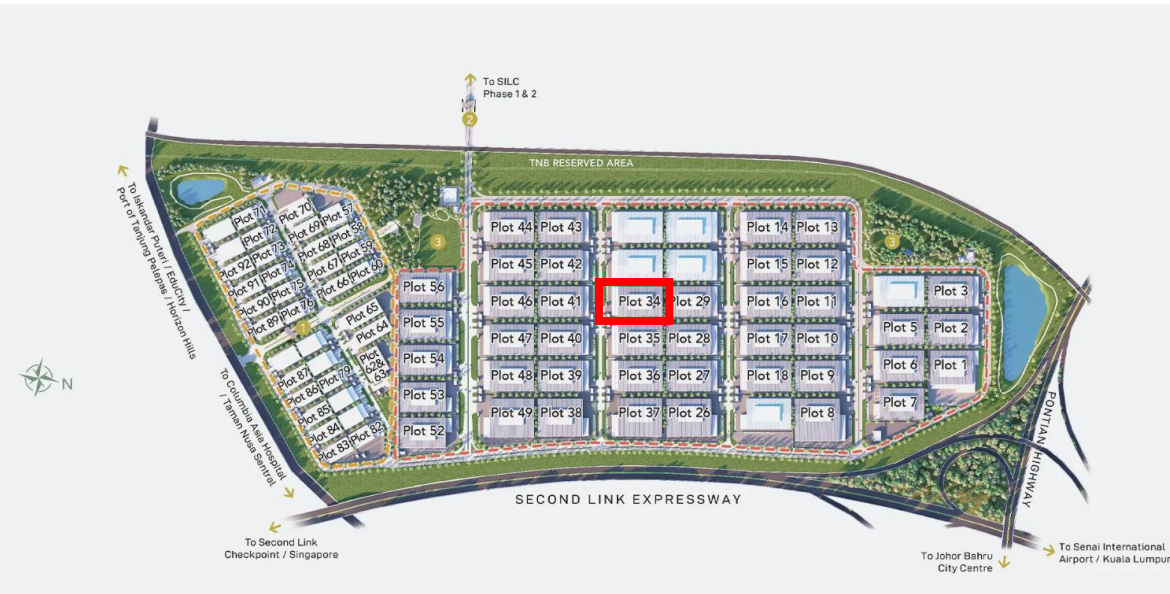 To SILC
Phase 1 & 2
2
TNB RESERVED AREA
To Iskandar Puteri / EduCity /
Port of Tanjung Pelepas / Horizon Hills
Plot 71
Plot 70
Plot 57
Plot 72
Plot 69
Plot 58
Plot 92
Plot 73
Plot 68
Plot 59
Plot 91
Plot 74
Plot 67
Plot 60
Plot 90
Plot 75
Plot 66
Plot 89
Plot 76
1
Plot 65
Plot 64
Plot
62&
63
Plot 87
Plot 79
Plot 86
Plot 85
Plot 84
Plot 83
Plot 82
3
Plot 56
Plot 55
Plot 54
Plot 53
Plot 52
Plot 44
Plot 43
Plot 45
Plot 42
Plot 46
Plot 41
Plot 47
Plot 40
Plot 48
Plot 39
Plot 49
Plot 38
Plot 34
Plot 29
Plot 35
Plot 28
Plot 36
Plot 27
Plot 37
Plot 26
Plot 14
Plot 13
Plot 15
Plot 12
Plot 16
Plot 11
Plot 17
Plot 10
Plot 18
Plot 9
Plot 8
3
Plot 3
Plot 5
Plot 2
Plot 6
Plot 1
Plot 7
N
To Columbia Asia Hospital
/ Taman Nusa Sentral
PONTIAN HIGHWAY
SECOND LINK EXPRESSWAY
To Second Link
Checkpoint / Singapore
To Johor Bahru
City Centre
To Senai International
Airport / Kuala Lumpur